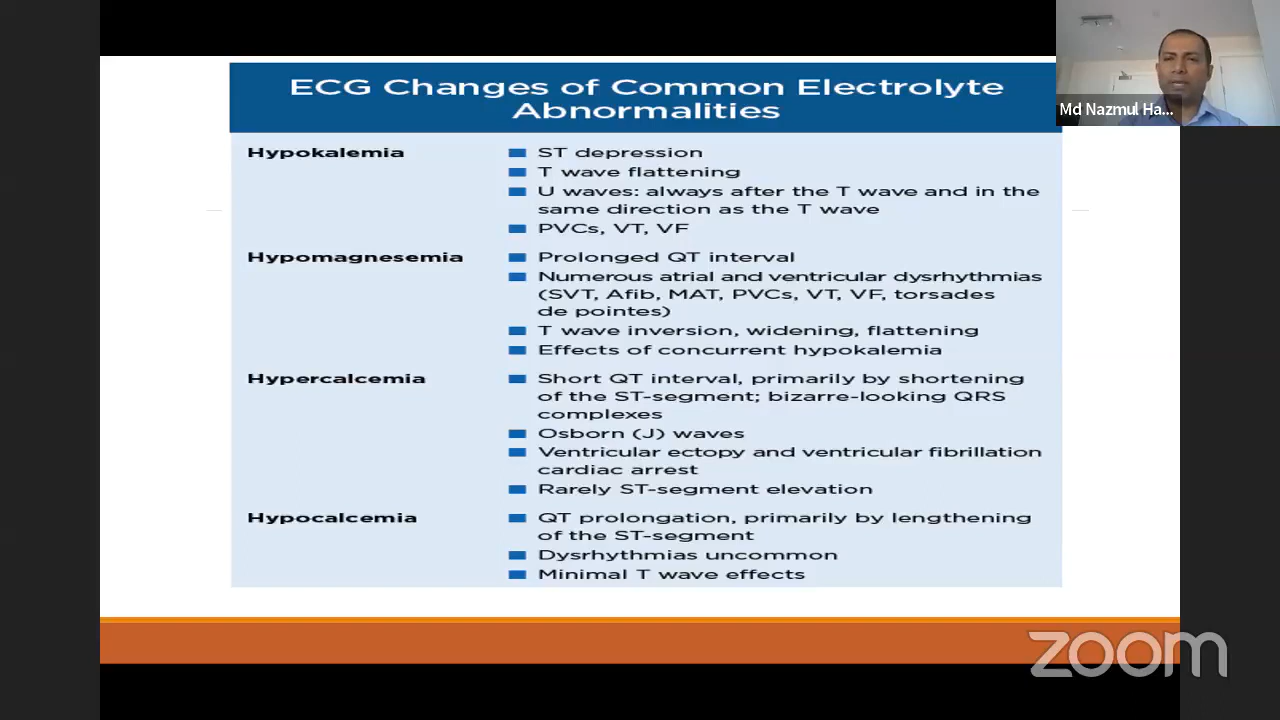 ECG Changes of Common Electrolyte
Abnormalities
Md Nazmul Ha...
Hypokalemia
ST depression
T wave flattening
U waves: always after the T wave and in the
same direction as the T wave
PVCs, VT, VF
Hypomagnesemia
Prolonged QT interval
Numerous atrial and ventricular dysrhythmias
(SVT, Afib, MAT, PVCs, VT, VF, torsades
de pointes)
T wave inversion, widening, flattening
Effects of concurrent hypokalemia
Hypercalcemia
Short QT interval, primarily by shortening
of the ST-segment; bizarre-looking QRS
complexes
Osborn (J) waves
Ventricular ectopy and ventricular fibrillation
cardiac arrest
Rarely ST-segment elevation
Hypocalcemia
QT prolongation, primarily by lengthening
of the ST-segment
Dysrhythmias uncommon
Minimal T wave effects
zoom